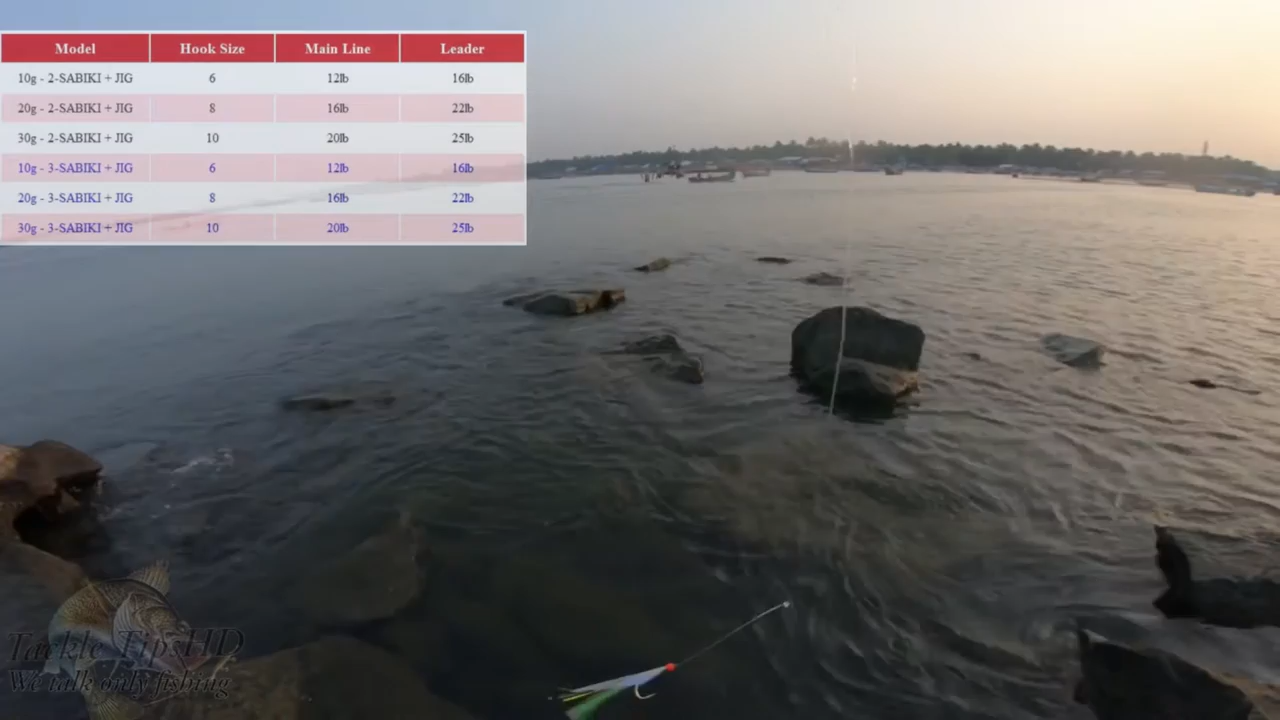 Model Hook Size Main Line Leader
10g - 2-SABIKI + JIG 6 12lb 16lb
20g - 2-SABIKI + JIG 8 16lb 22lb
30g - 2-SABIKI + JIG 10 20lb 25lb
10g - 3-SABIKI + JIG 6 12lb 16lb
20g - 3-SABIKI + JIG 8 16lb 22lb
30g - 3-SABIKI + JIG 10 20lb 25lb
Tackle TipsHD
We talk only fishing